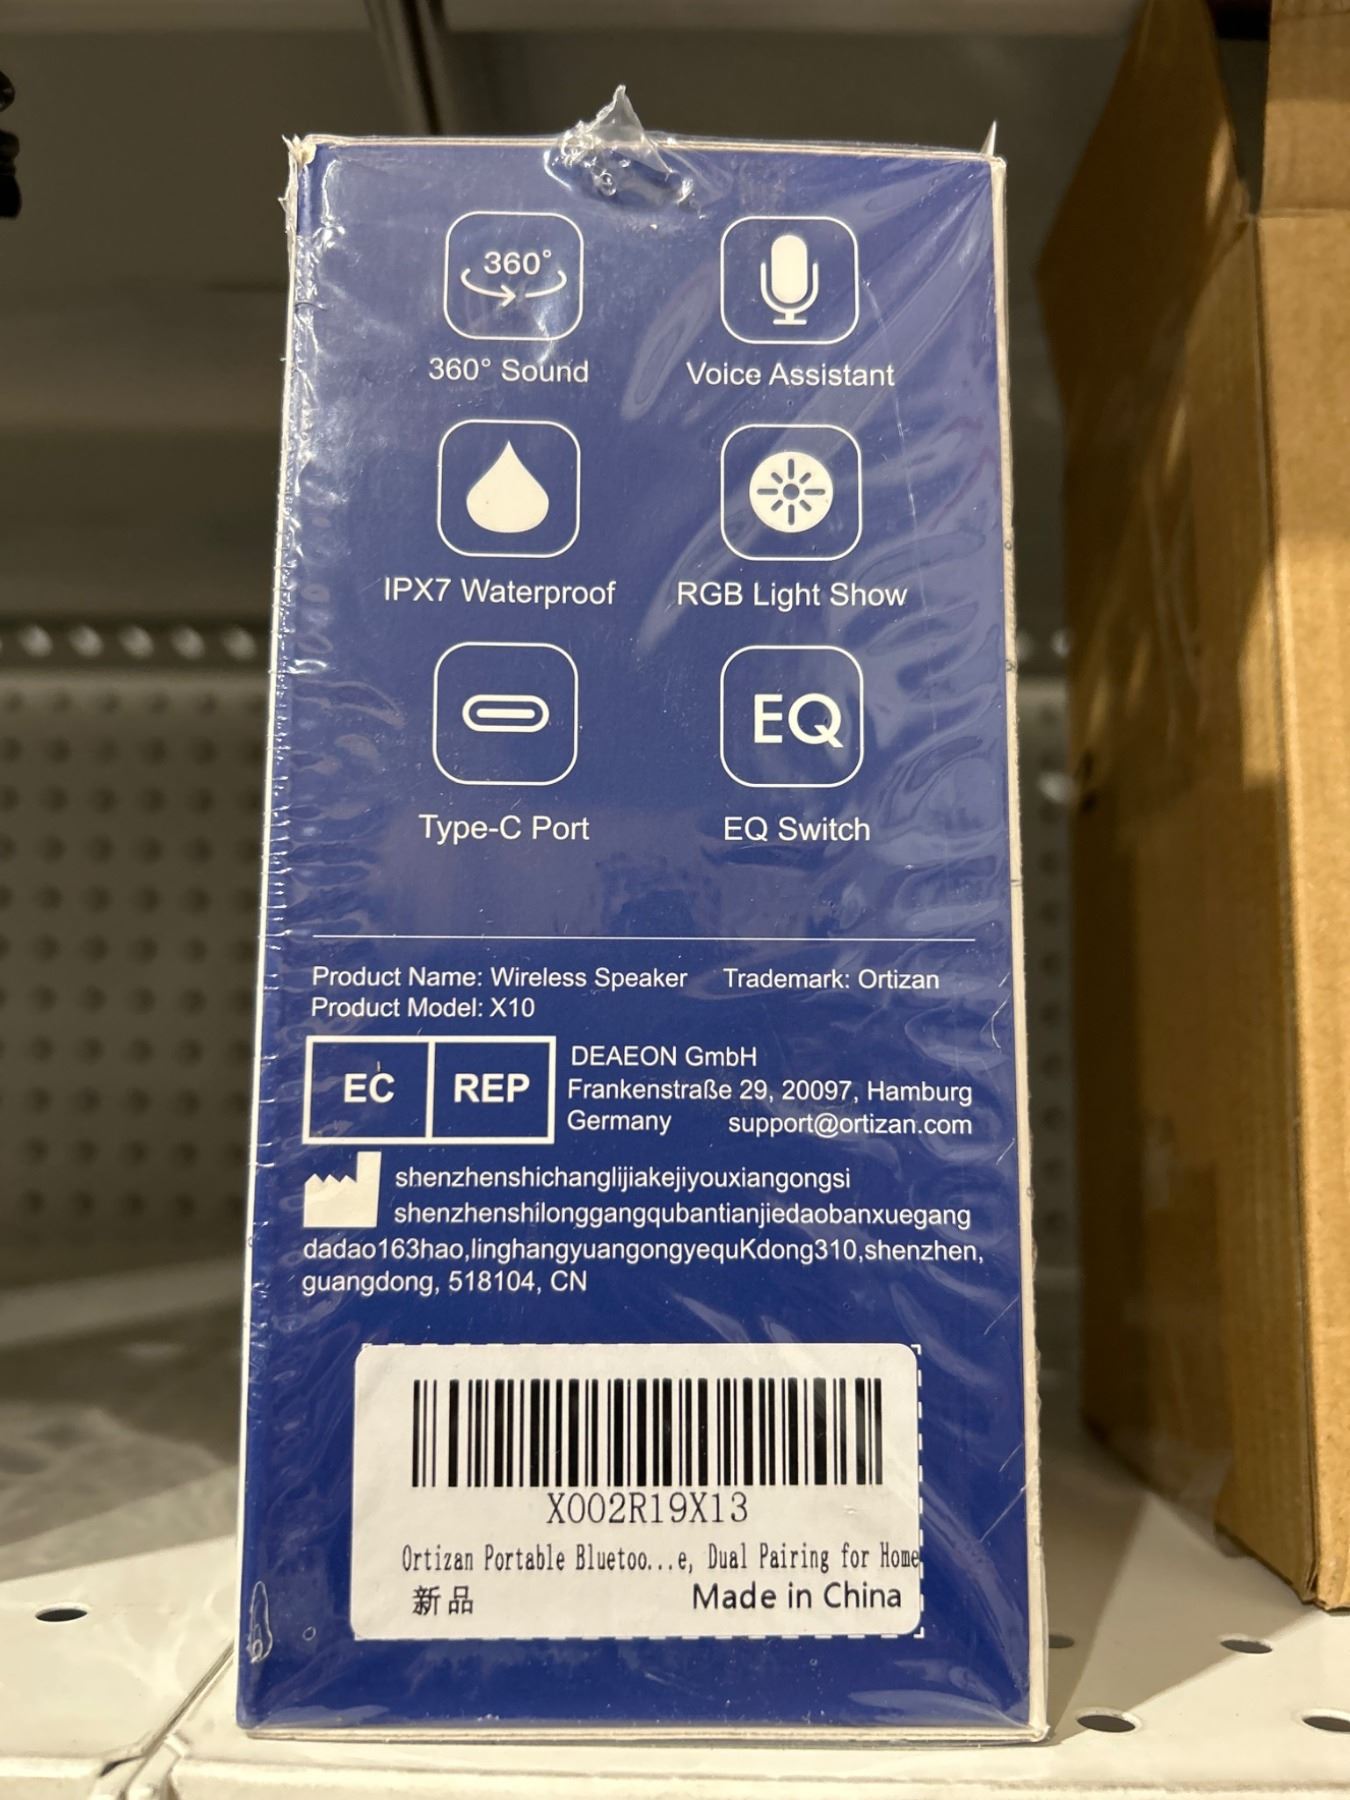 360°
360° Sound
Voice Assistant
IPX7 Waterproof
RGB Light Show
EQ
Type-C Port
EQ Switch
Product Name: Wireless Speaker Trademark: Ortizan
Product Model: X10
EC REP
DEAEON GmbH
Frankenstraße 29, 20097, Hamburg
Germany support@ortizan.com
shenzhenshichanglijiakejiyouxiangongsi
shenzhenshilonggangqubantianjiedaobanxuegang
dadao163hao,linghangyuangongyequKdong310,shenzhen,
guangdong, 518104, CN
X002R19X13
Ortizan Portable Bluetoo...e, Dual Pairing for Home
新品 Made in China